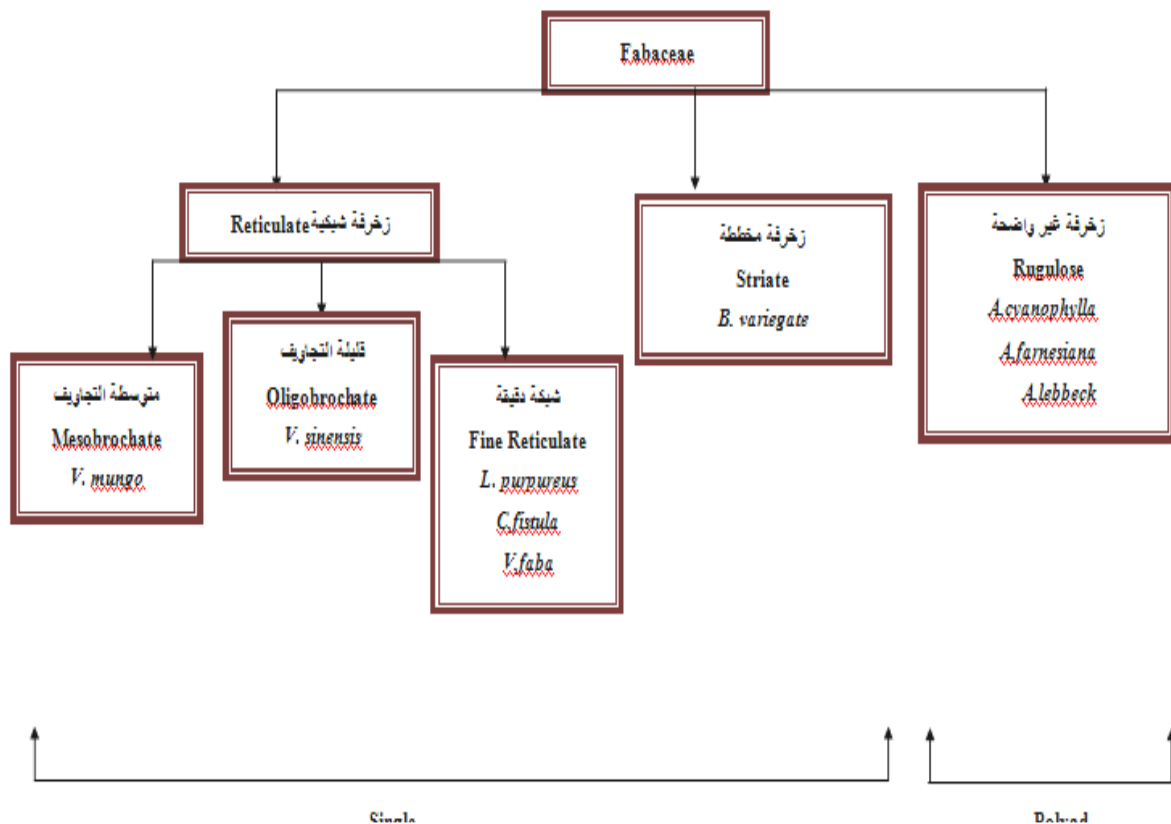 Fabaceae
زخرفة شبكية Reticulate
زخرفة مخططة
Striate
B. variegate
زخرفة غير واضحة
Rugulose
A.cyanophylla
A.farnesiana
A.lebbeck
متوسطة التجاويف
Mesobrochate
V. mungo
قليلة التجاويف
Oligobrochate
V. sinensis
شبكة دقيقة
Fine Reticulate
L. purpureus
C.fistula
V.faba
Single
Polyad